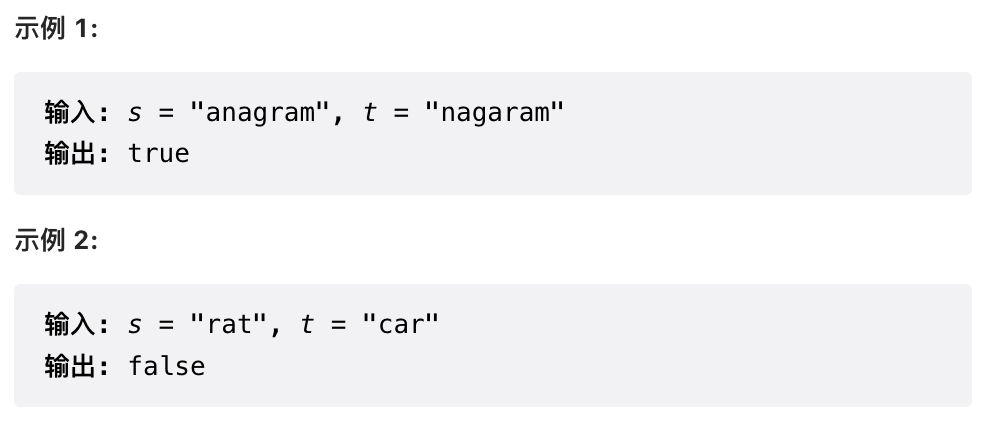 示例 1:
输入: s = "anagram", t = "nagaram"
输出: true
示例 2:
输入: s = "rat", t = "car"
输出: false